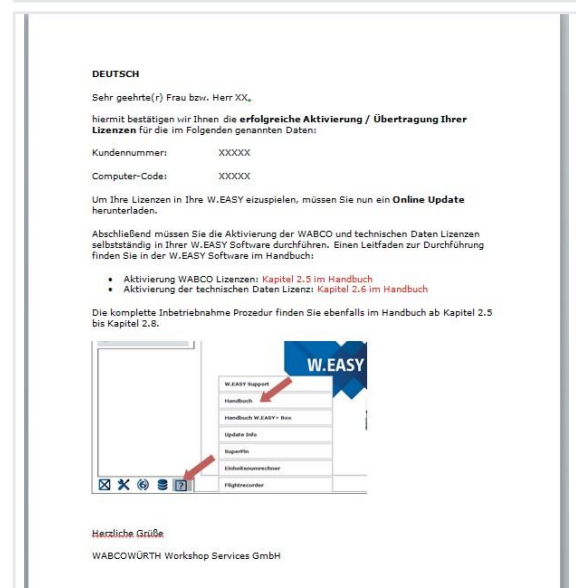 DEUTSCH
Sehr geehrte(r) Frau bzw. Herr XX,
hiermit bestätigen wir Ihnen die erfolgreiche Aktivierung / Übertragung Ihrer
Lizenzen für die im Folgenden genannten Daten:
Kundennummer: XXXXX
Computer-Code: XXXXX
Um Ihre Lizenzen in Ihre W.EASY eizuspielen, müssen Sie nun ein Online Update
herunterladen.
Abschließend müssen Sie die Aktivierung der WABCO und technischen Daten Lizenzen
selbstständig in Ihrer W.EASY Software durchführen. Einen Leitfaden zur Durchführung
finden Sie in der W.EASY Software im Handbuch:
• Aktivierung WABCO Lizenzen: Kapitel 2.5 im Handbuch
• Aktivierung der technischen Daten Lizenz: Kapitel 2.6 im Handbuch
Die komplette Inbetriebnahme Prozedur finden Sie ebenfalls im Handbuch ab Kapitel 2.5
bis Kapitel 2.8.
W.EASY
W.EASY Support
Handbuch
Handbuch W.EASY+ Box
Update Info
SuperPin
Einheitenumrechner
Flightrecorder
?
Herzliche Grüße
WABCOWÜRTH Workshop Services GmbH